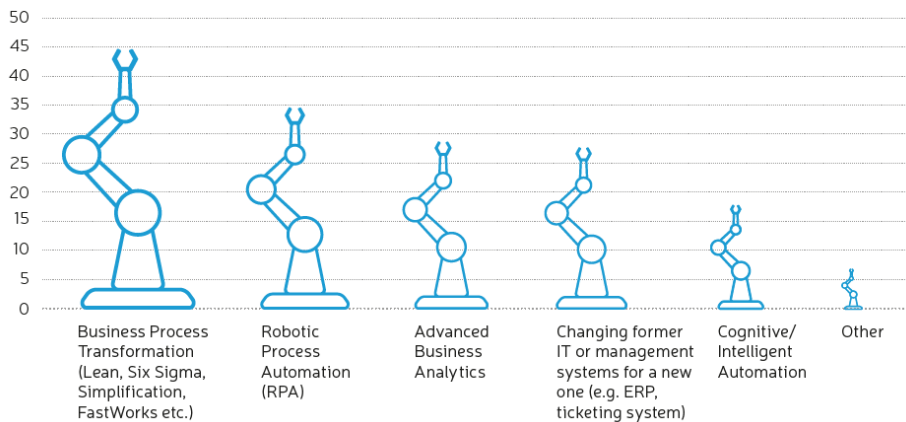 50
45
40
35
30
25
20
15
10
5
0
Business Process
Transformation
(Lean, Six Sigma,
Simplification,
FastWorks etc.)
Robotic
Process
Automation
(RPA)
Advanced
Business
Analytics
Changing former
IT or management
systems for a new
one (e.g. ERP,
ticketing system)
Cognitive/
Intelligent
Automation
Other